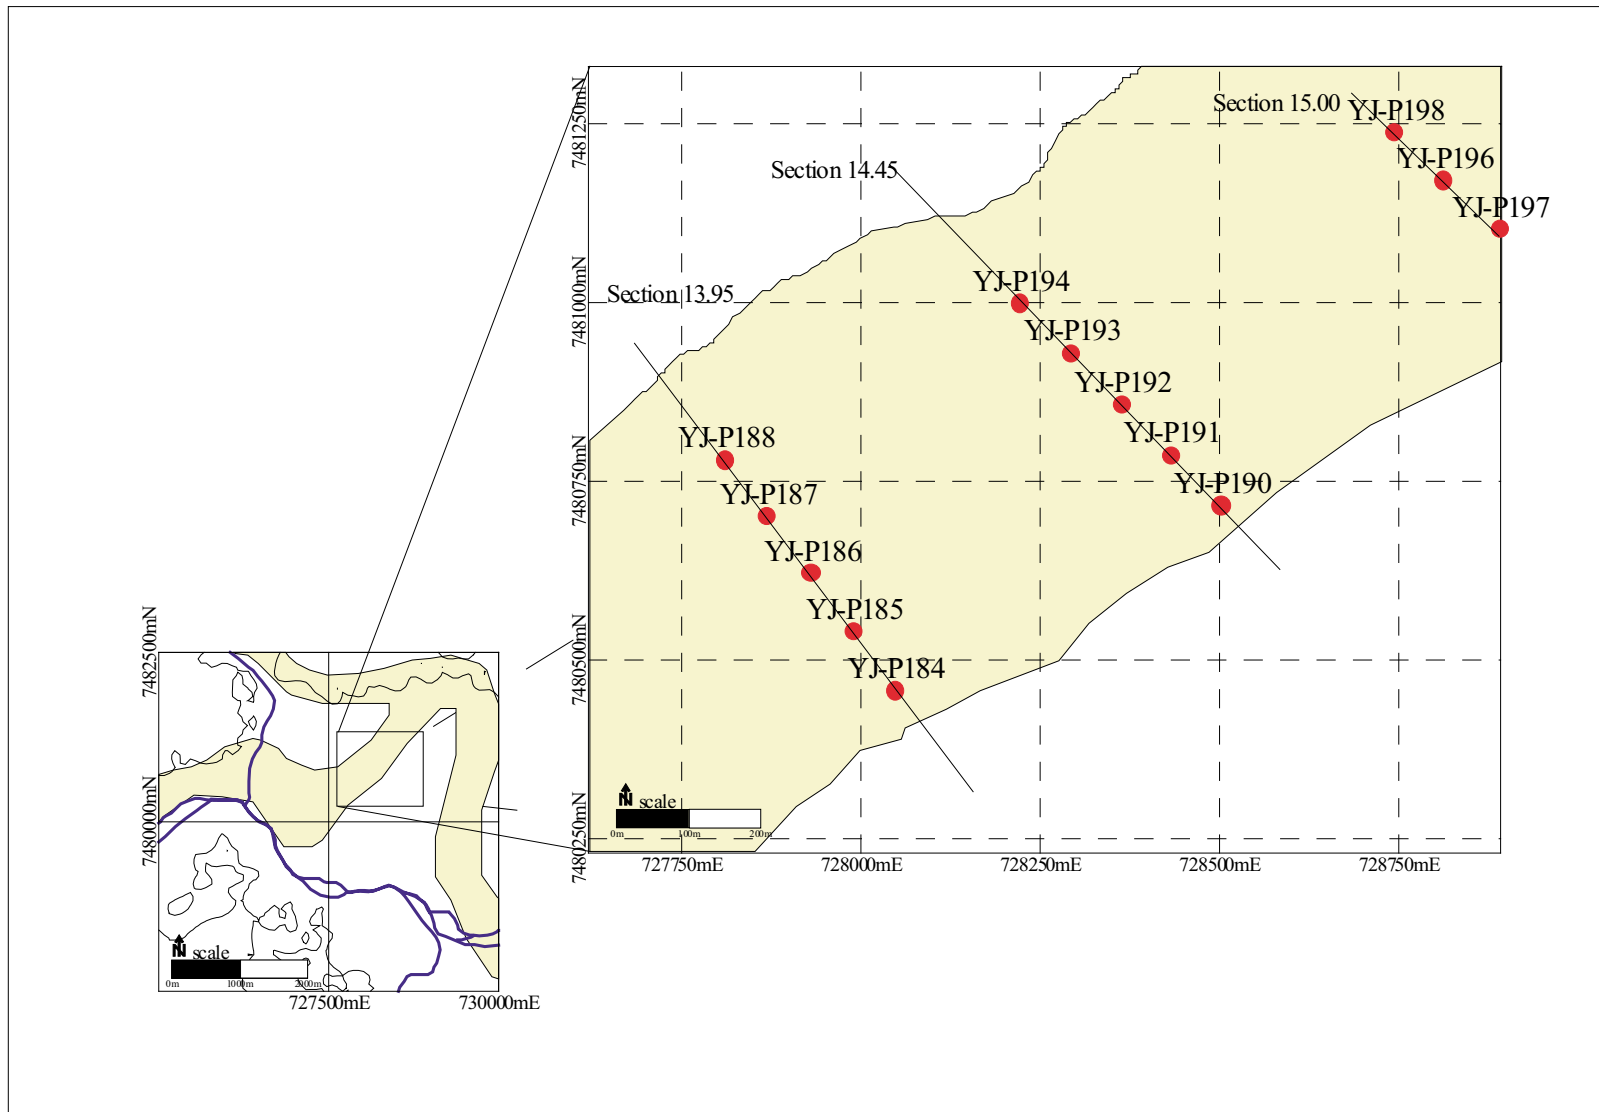 Section 15.00
YJ-P198
YJ-P196
YJ-P197
Section 14.45
YJ-P194
YJ-P193
YJ-P192
YJ-P191
YJ-P190
Section 13.95
YJ-P188
YJ-P187
YJ-P186
YJ-P185
YJ-P184
7481250mN
7481000mN
7480750mN
7480500mN
7480250mN
N scale
0m 100m 200m
727750mE 728000mE 728250mE 728500mE 728750mE
7482500mN
7480000mN
N scale
0m 1000m 2000m
727500mE 730000mE